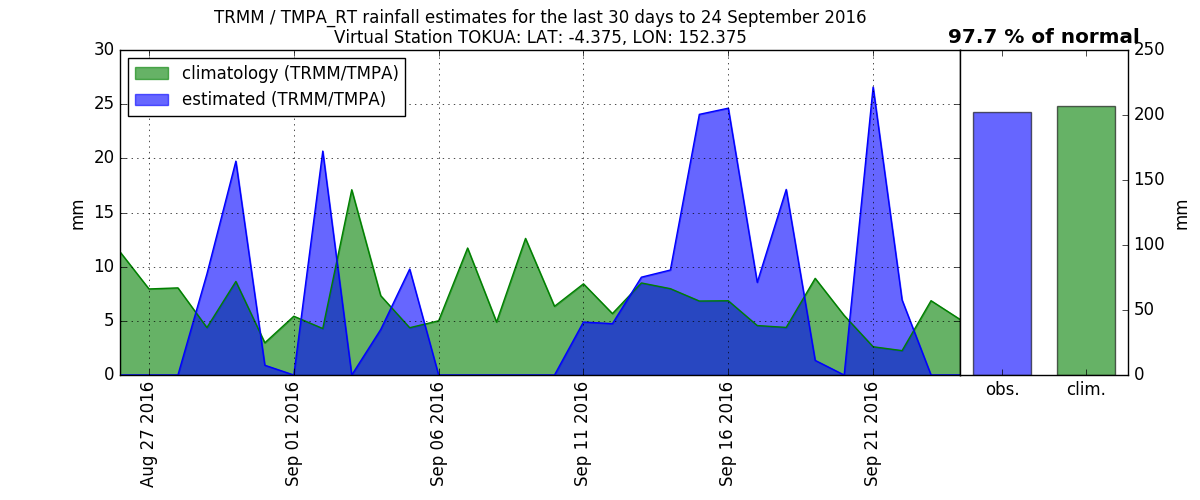 TRMM / TMPA_RT rainfall estimates for the last 30 days to 24 September 2016
Virtual Station TOKUA: LAT: -4.375, LON: 152.375
97.7 % of normal
climatology (TRMM/TMPA)
estimated (TRMM/TMPA)
30
25
20
15
10
5
0
mm
250
200
150
100
50
0
mm
Aug 27 2016
Sep 01 2016
Sep 06 2016
Sep 11 2016
Sep 16 2016
Sep 21 2016
obs.
clim.